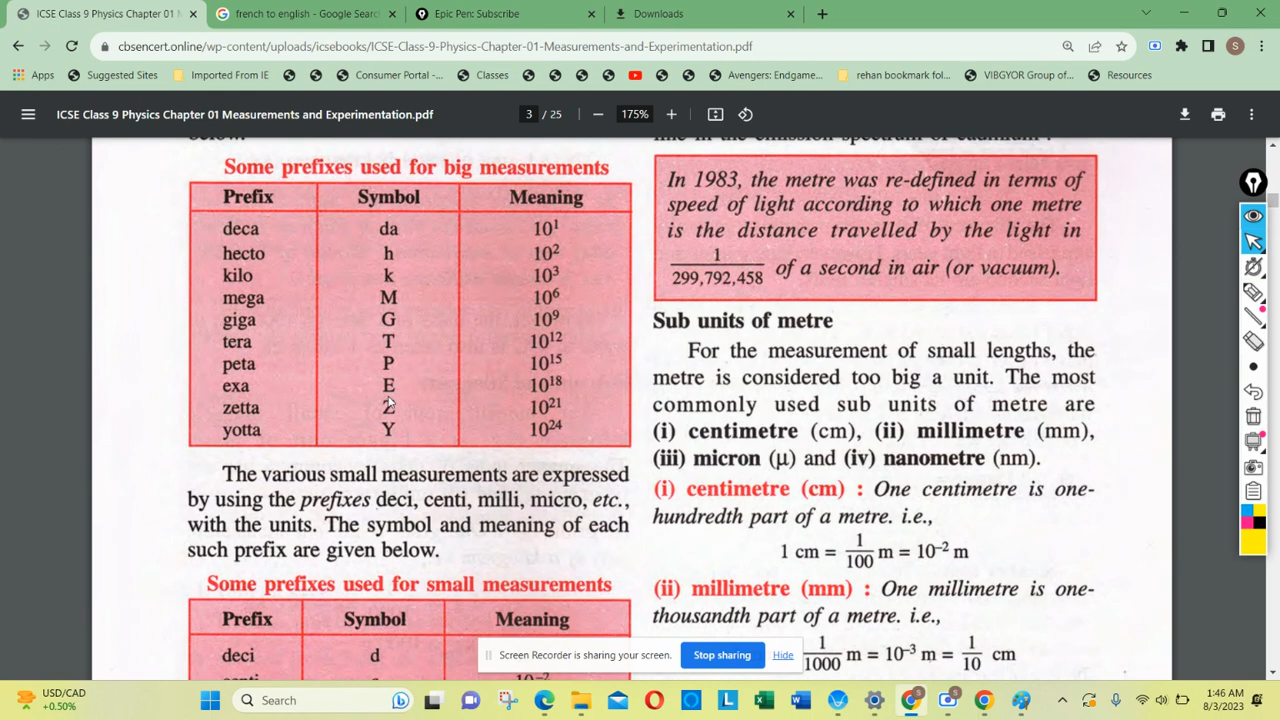 ICSE Class 9 Physics Chapter 01 M
french to english - Google Searc
Epic Pen: Subscribe
Downloads
cbsencert.online/wp-content/uploads/icsebooks/ICSE-Class-9-Physics-Chapter-01-Measurements-and-Experimentation.pdf
S
Apps
Suggested Sites
Imported From IE
Consumer Portal -...
Classes
Avengers: Endgame...
rehan bookmark fol...
VIBGYOR Group of...
Resources
ICSE Class 9 Physics Chapter 01 Measurements and Experimentation.pdf
3 / 25
175%
below.
Some prefixes used for big measurements
Prefix Symbol Meaning
deca da 10¹
hecto h 10²
kilo k 10³
mega M 10⁶
giga G 10⁹
tera T 10¹²
peta P 10¹⁵
exa E 10¹⁸
zetta Z 10²¹
yotta Y 10²⁴
The various small measurements are expressed
by using the prefixes deci, centi, milli, micro, etc.,
with the units. The symbol and meaning of each
such prefix are given below.
Some prefixes used for small measurements
Prefix Symbol Meaning
deci d
line in the emission spectrum of cadmium .
In 1983, the metre was re-defined in terms of
speed of light according to which one metre
is the distance travelled by the light in
1/299,792,458 of a second in air (or vacuum).
Sub units of metre
For the measurement of small lengths, the
metre is considered too big a unit. The most
commonly used sub units of metre are
(i) centimetre (cm), (ii) millimetre (mm),
(iii) micron (μ) and (iv) nanometre (nm).
(i) centimetre (cm) : One centimetre is one-
hundredth part of a metre. i.e.,
1 cm = 1/100 m = 10⁻² m
(ii) millimetre (mm) : One millimetre is one-
thousandth part of a metre. i.e.,
1/1000 m = 10⁻³ m = 1/10 cm
Screen Recorder is sharing your screen.
Stop sharing
Hide
USD/CAD
+0.50%
Search
1:46 AM
8/3/2023